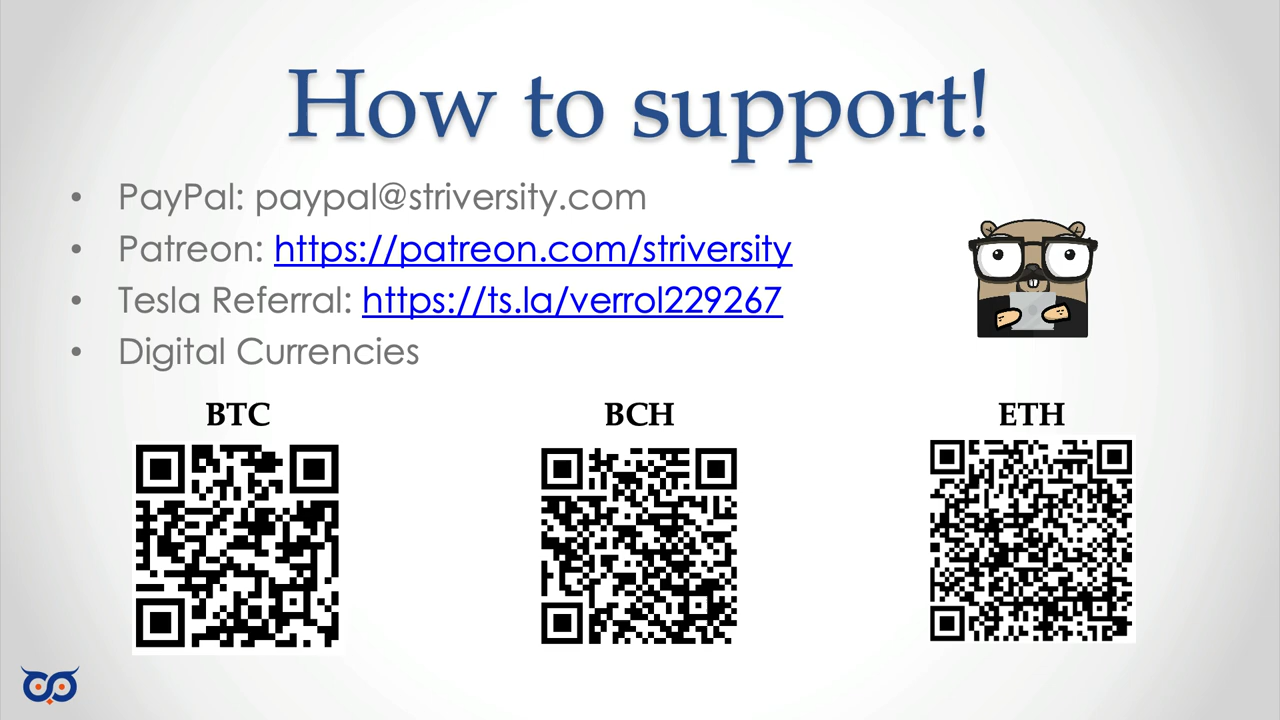 How to support!
• PayPal: paypal@striversity.com
• Patreon: https://patreon.com/striversity
• Tesla Referral: https://ts.la/verrol229267
• Digital Currencies
BTC BCH ETH